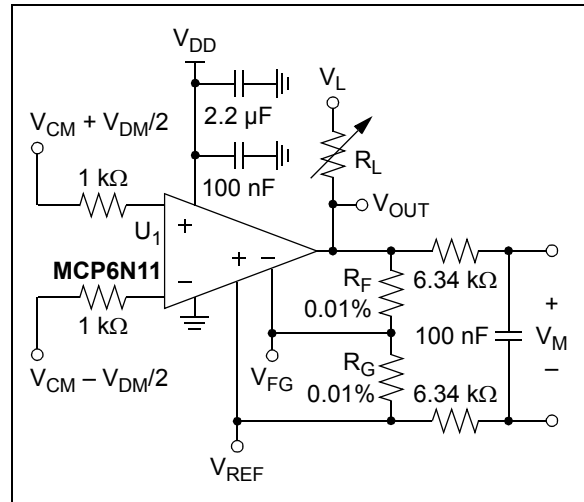 V_DD
V_L
V_CM + V_DM/2
2.2 µF
R_L
1 kΩ
100 nF
V_OUT
U_1
+
+ −
−
MCP6N11
R_F
0.01%
6.34 kΩ
1 kΩ
+
100 nF
V_M
−
V_FG
R_G
0.01%
6.34 kΩ
V_CM − V_DM/2
V_REF